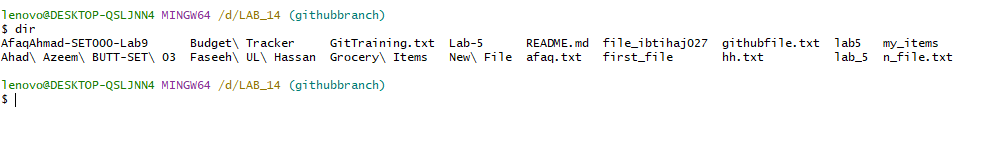 lenovo@DESKTOP-QSLJNN4 MINGW64 /d/LAB_14 (githubbranch)
$ dir
AfaqAhmad-SET000-Lab9 Budget\ Tracker GitTraining.txt Lab-5 README.md file_ibtihaj027 githubfile.txt lab5 my_items
Ahad\ Azeem\ BUTT-SET\ 03 Faseeh\ UL\ Hassan Grocery\ Items New\ File afaq.txt first_file hh.txt lab_5 n_file.txt
lenovo@DESKTOP-QSLJNN4 MINGW64 /d/LAB_14 (githubbranch)
$